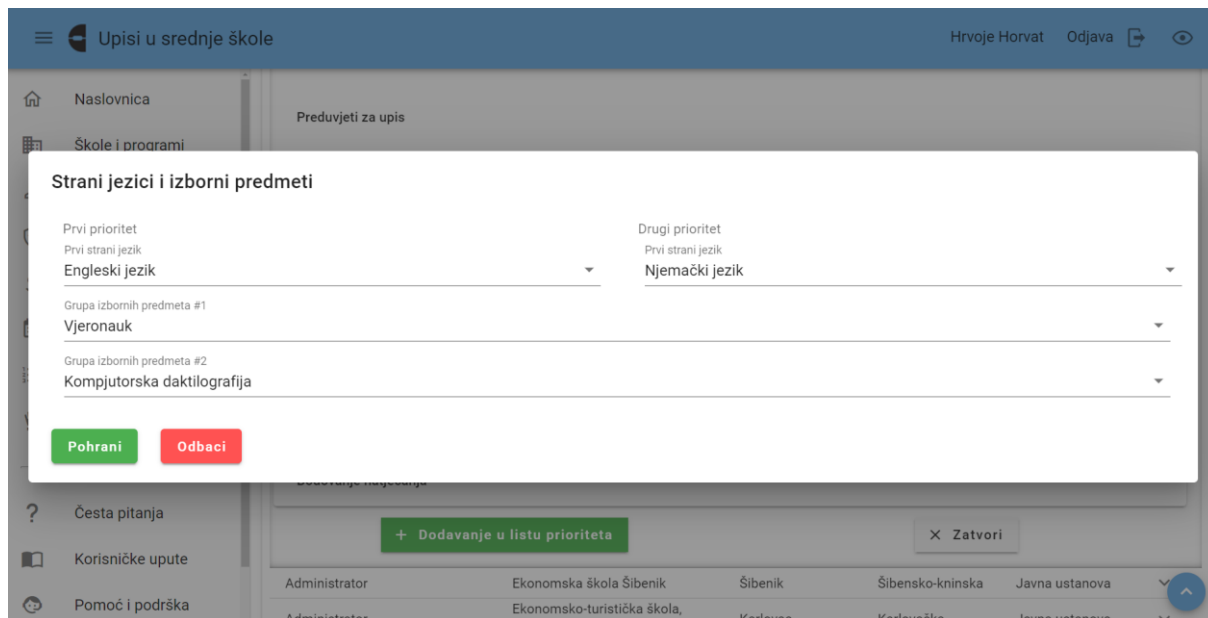 Upisi u srednje škole
Hrvoje Horvat Odjava
Naslovnica
Preduvjeti za upis
Škole i programi
Strani jezici i izborni predmeti
Prvi prioritet
Drugi prioritet
Prvi strani jezik
Prvi strani jezik
Engleski jezik
Njemački jezik
Grupa izbornih predmeta #1
Vjeronauk
Grupa izbornih predmeta #2
Kompjutorska daktilografija
Pohrani
Odbaci
Česta pitanja
+ Dodavanje u listu prioriteta
× Zatvori
Korisničke upute
Administrator Ekonomska škola Šibenik Šibenik Šibensko-kninska Javna ustanova
Pomoć i podrška
Ekonomsko-turistička škola,